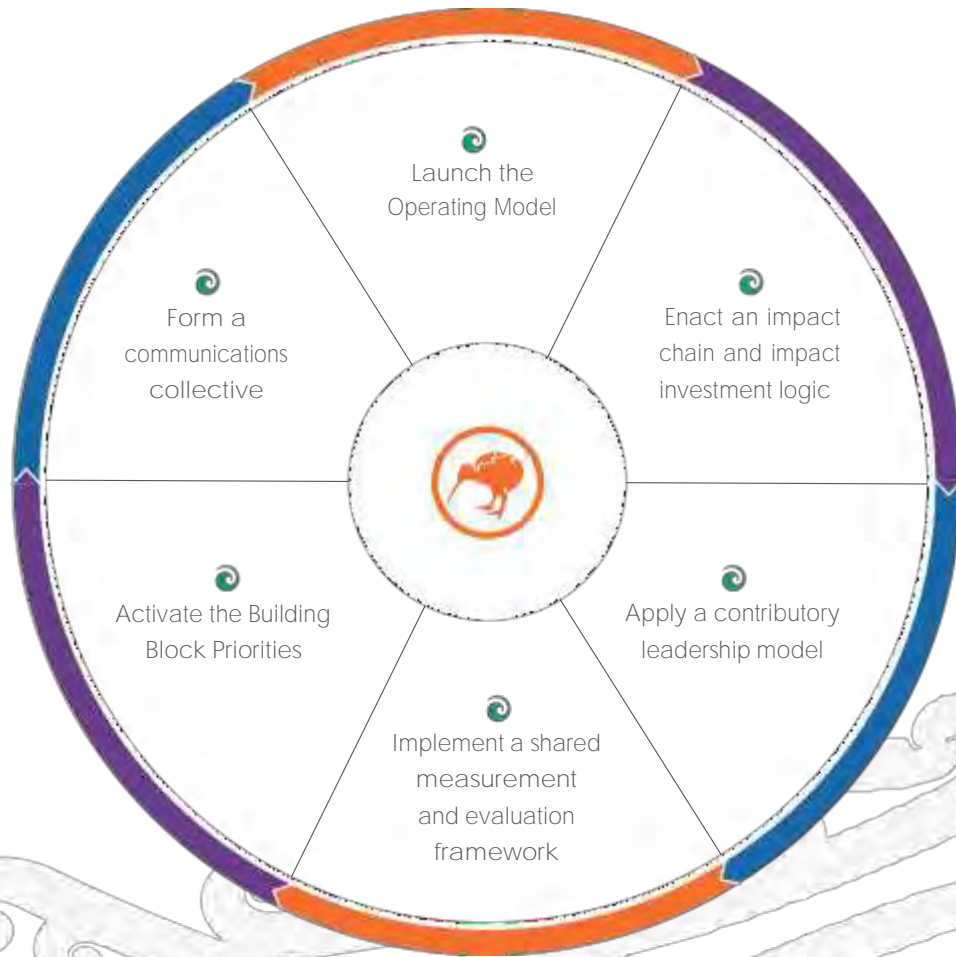 Launch the
Operating Model
Enact an impact
chain and impact
investment logic
Apply a contributory
leadership model
Implement a shared
measurement
and evaluation
framework
Activate the Building
Block Priorities
Form a
communications
collective